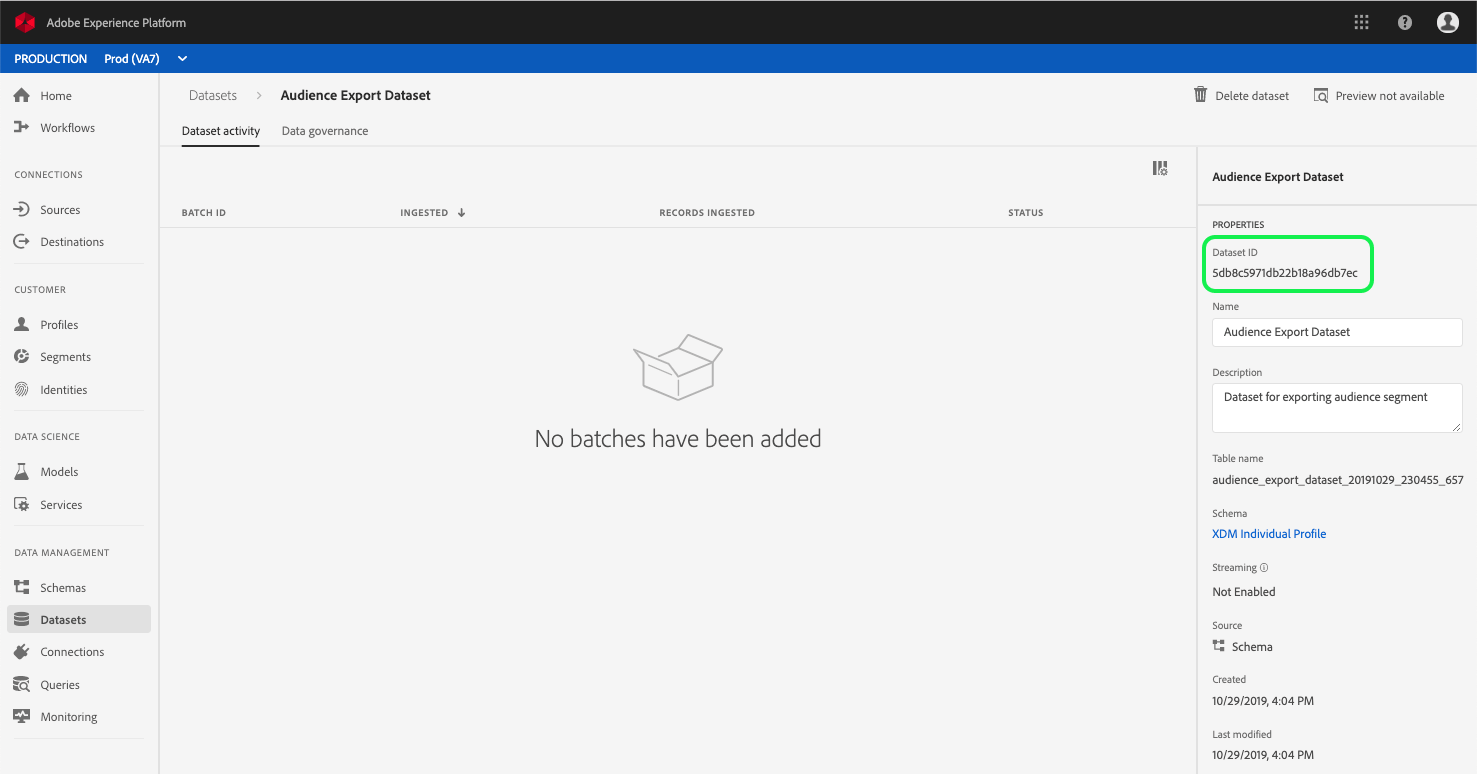 Adobe Experience Platform
PRODUCTION Prod (VA7)
Home
Workflows
CONNECTIONS
Sources
Destinations
CUSTOMER
Profiles
Segments
Identities
DATA SCIENCE
Models
Services
DATA MANAGEMENT
Schemas
Datasets
Connections
Queries
Monitoring
Datasets > Audience Export Dataset
Delete dataset
Preview not available
Dataset activity Data governance
BATCH ID INGESTED ↓ RECORDS INGESTED STATUS
No batches have been added
Audience Export Dataset
PROPERTIES
Dataset ID
5db8c5971db22b18a96db7ec
Name
Audience Export Dataset
Description
Dataset for exporting audience segment
Table name
audience_export_dataset_20191029_230455_657
Schema
XDM Individual Profile
Streaming
Not Enabled
Source
Schema
Created
10/29/2019, 4:04 PM
Last modified
10/29/2019, 4:04 PM